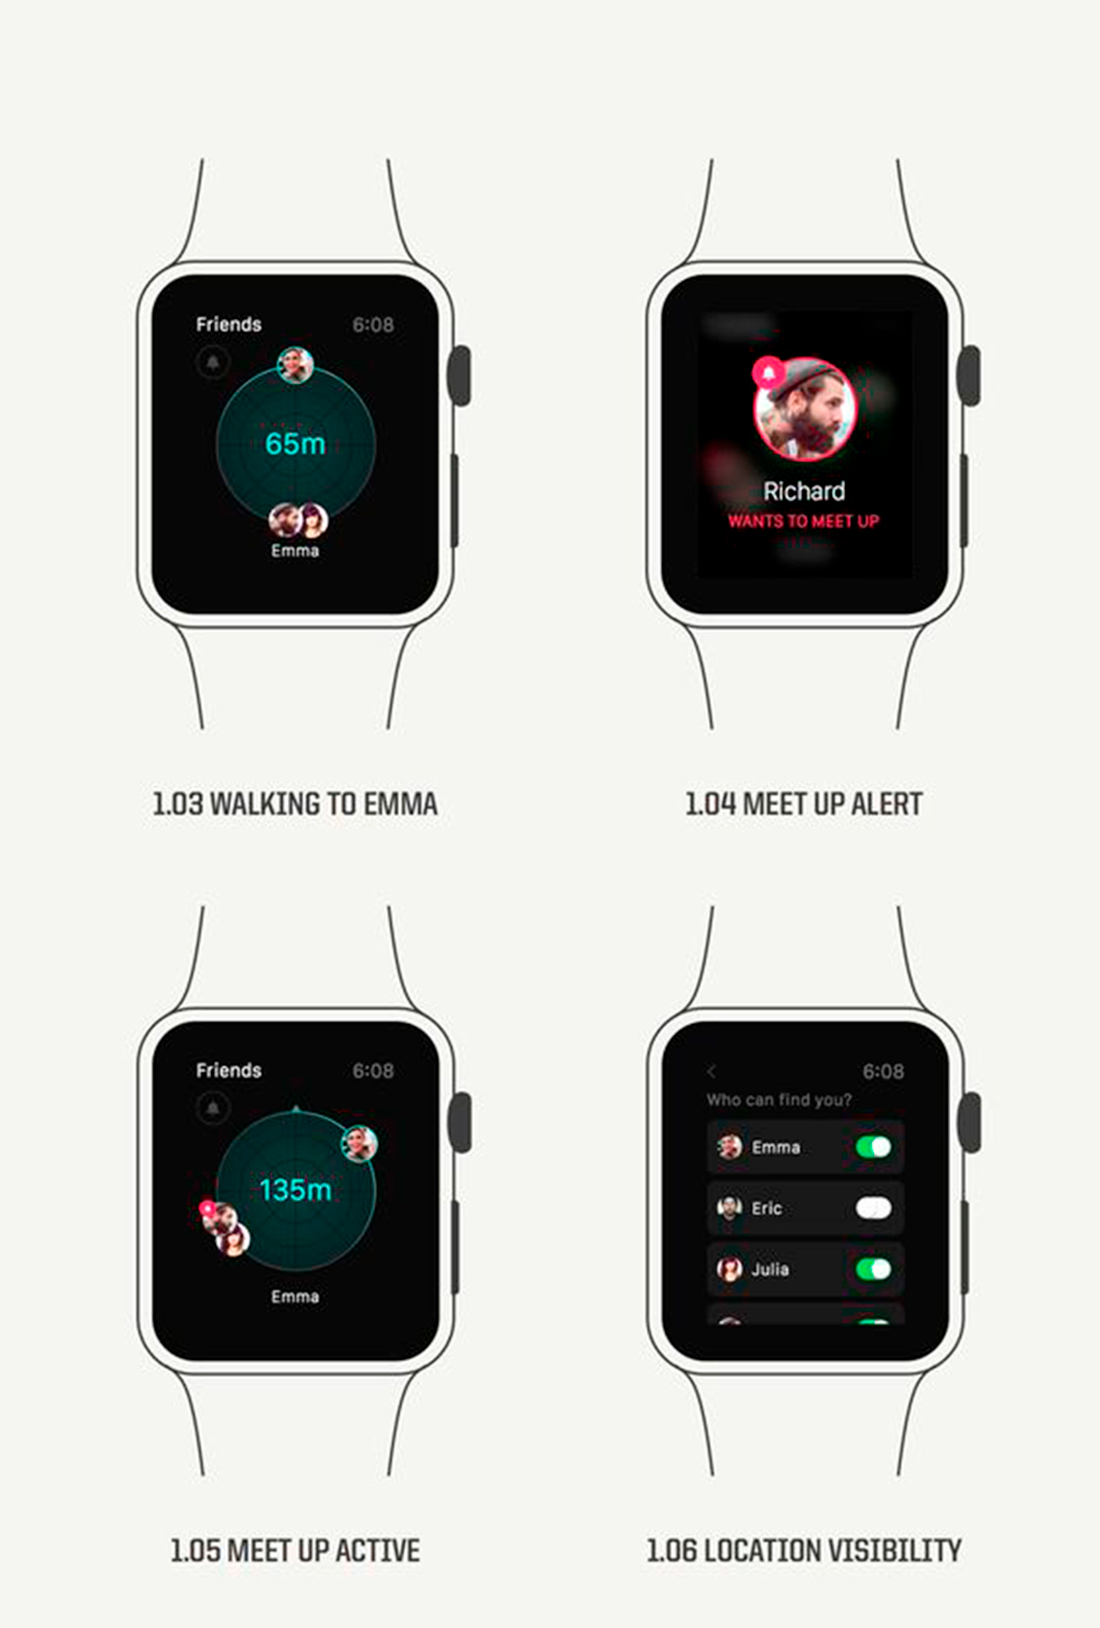 Friends 6:08
65m
Emma
1.03 WALKING TO EMMA
Richard
WANTS TO MEET UP
1.04 MEET UP ALERT
Friends 6:08
135m
Emma
1.05 MEET UP ACTIVE
< 6:08
Who can find you?
Emma
Eric
Julia
1.06 LOCATION VISIBILITY